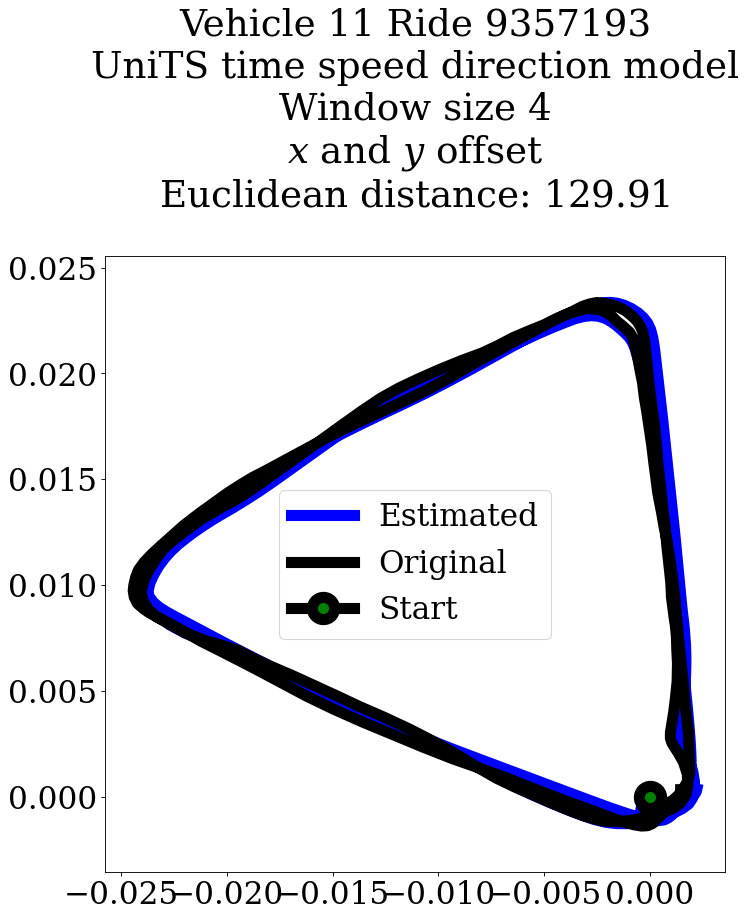 Vehicle 11 Ride 9357193
UniTS time speed direction model
Window size 4
x and y offset
Euclidean distance: 129.91
0.025
0.020
0.015
0.010
0.005
0.000
Estimated
Original
Start
−0.025 −0.020 −0.015 −0.010 −0.005 0.000